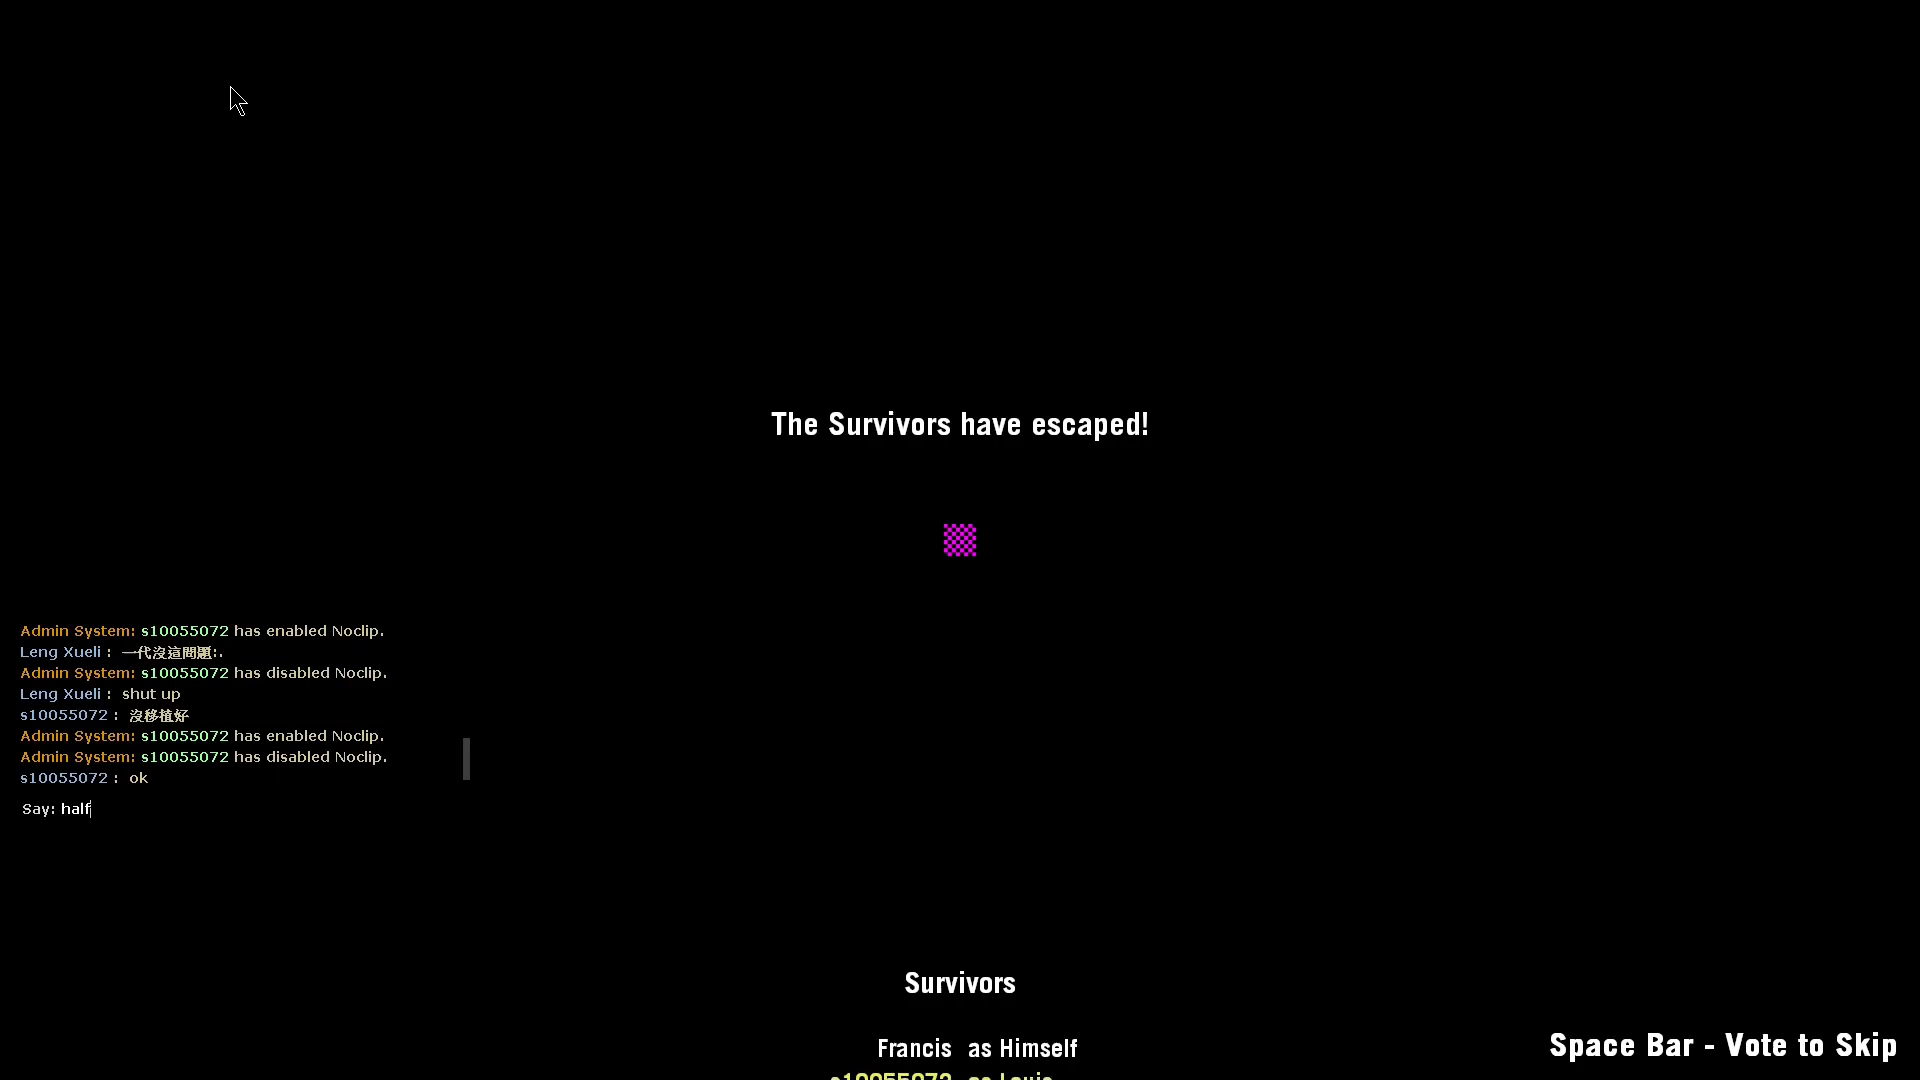 The Survivors have escaped!
Admin System: s10055072 has enabled Noclip.
Leng Xueli : 一代沒這問題:.
Admin System: s10055072 has disabled Noclip.
Leng Xueli : shut up
s10055072 : 沒移植好
Admin System: s10055072 has enabled Noclip.
Admin System: s10055072 has disabled Noclip.
s10055072 : ok
Say: half
Survivors
Francis as Himself
Space Bar - Vote to Skip
s10055072 as Louis